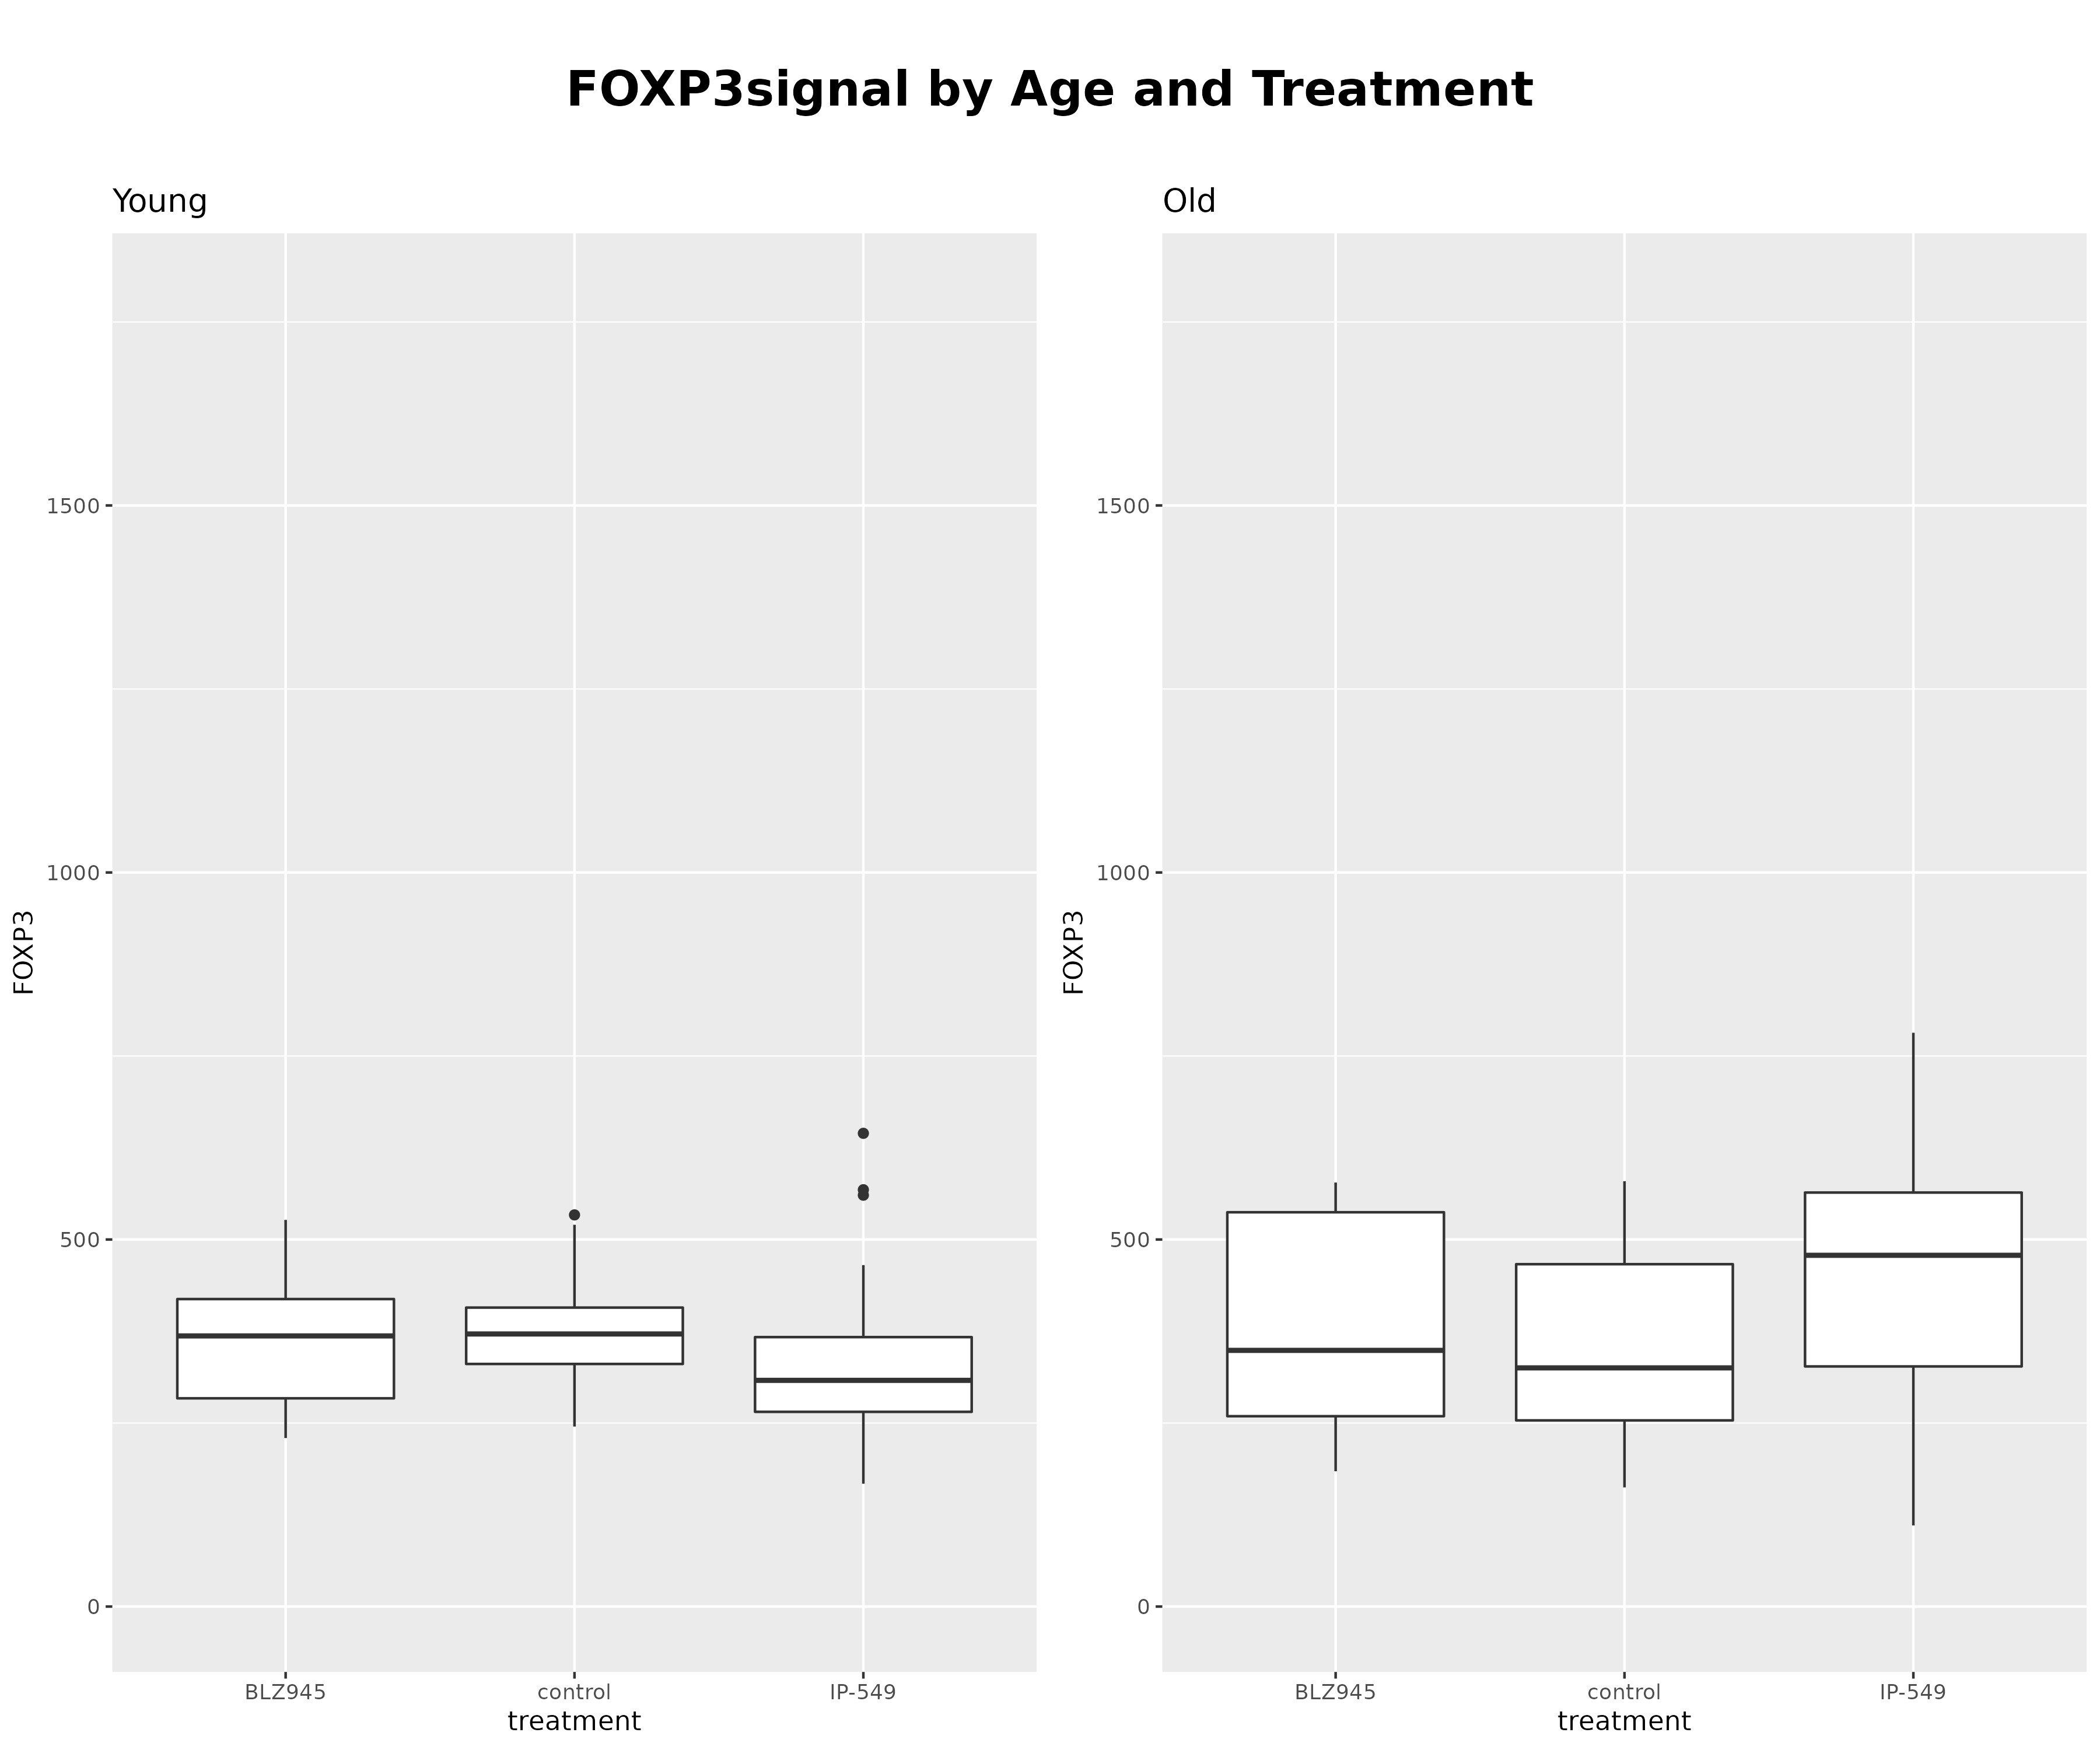 FOXP3signal by Age and Treatment
Young
1500
1000
500
0
FOXP3
BLZ945
control
IP-549
treatment
Old
1500
1000
500
0
FOXP3
BLZ945
control
IP-549
treatment